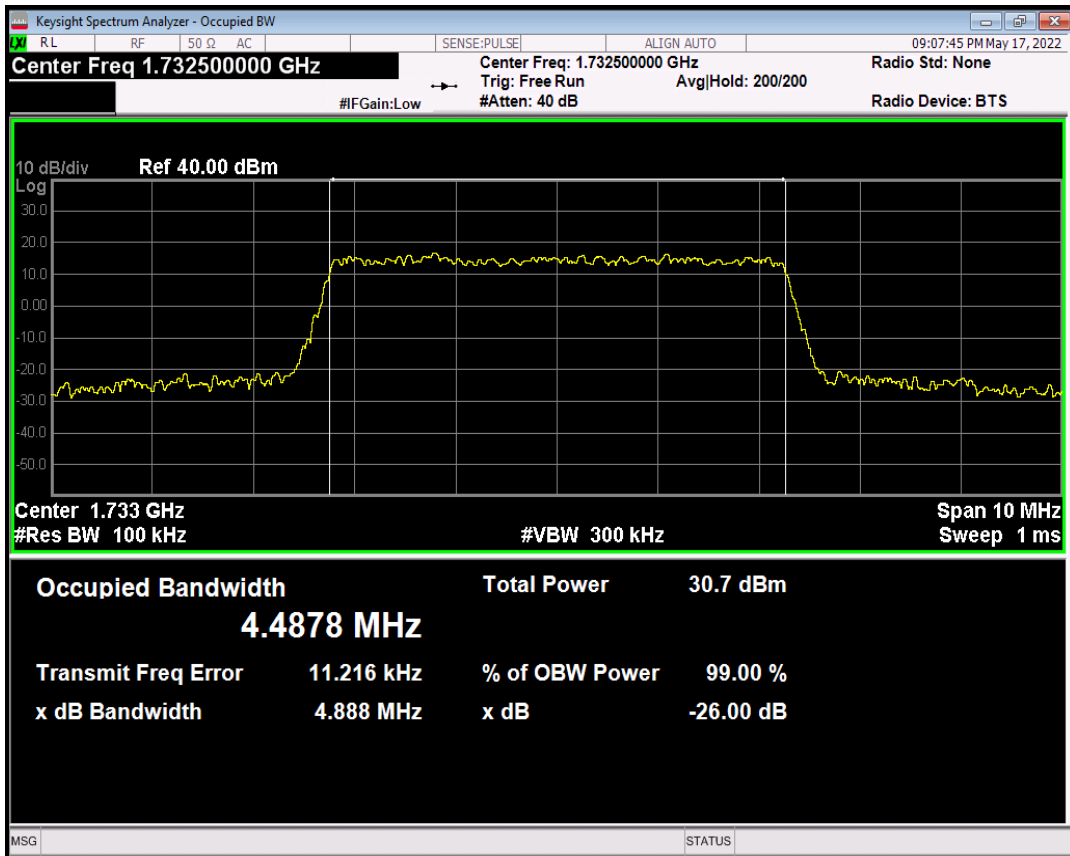 Keysight Spectrum Analyzer - Occupied BW
LXI RL RF 50 Ω AC SENSE:PULSE ALIGN AUTO 09:07:45 PM May 17, 2022
Center Freq 1.732500000 GHz Center Freq: 1.732500000 GHz Radio Std: None
Trig: Free Run Avg|Hold: 200/200
#IFGain:Low #Atten: 40 dB Radio Device: BTS
10 dB/div Ref 40.00 dBm
Log
30.0
20.0
10.0
0.00
-10.0
-20.0
-30.0
-40.0
-50.0
Center 1.733 GHz Span 10 MHz
#Res BW 100 kHz #VBW 300 kHz Sweep 1 ms
Occupied Bandwidth Total Power 30.7 dBm
4.4878 MHz
Transmit Freq Error 11.216 kHz % of OBW Power 99.00 %
x dB Bandwidth 4.888 MHz x dB -26.00 dB
MSG STATUS